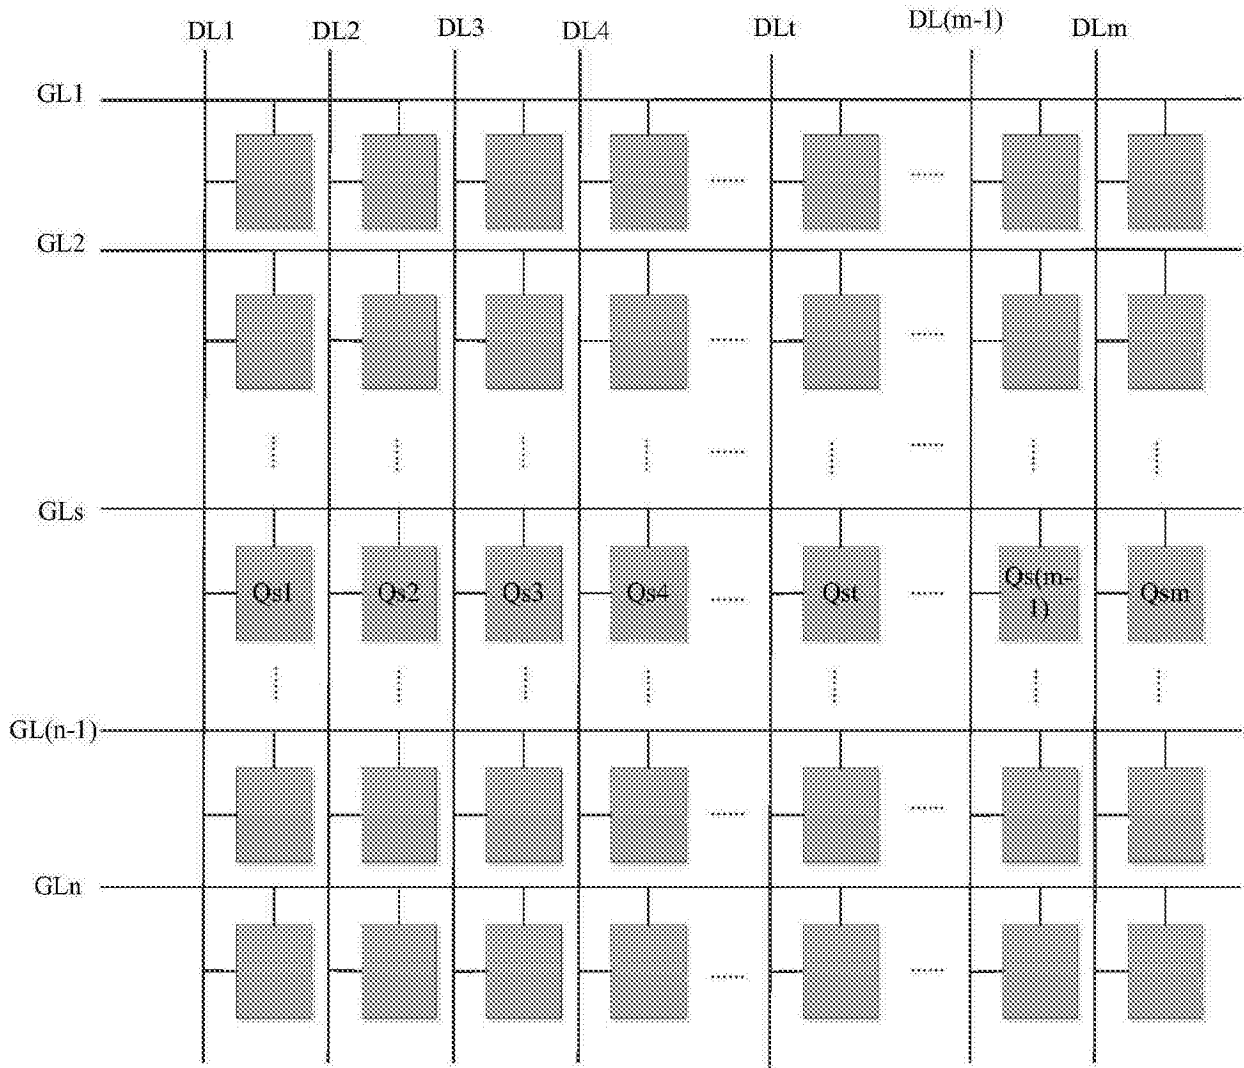 DL1 DL2 DL3 DL4 DLt DL(m-1) DLm
GL1
GL2
GLs
Qs1 Qs2 Qs3 Qs4 Qst Qs(m-
1) Qsm
GL(n-1)
GLn